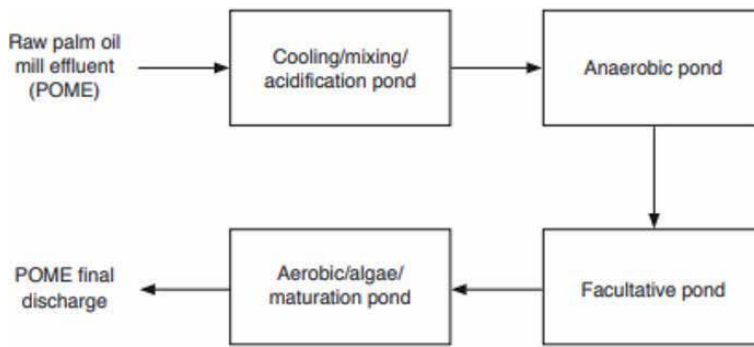 Raw palm oil
mill effluent
(POME)
Cooling/mixing/
acidification pond
Anaerobic pond
Facultative pond
Aerobic/algae/
maturation pond
POME final
discharge